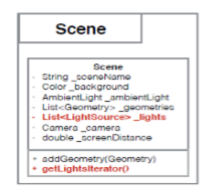 Scene
Scene
- String _sceneName
- Color _background
- AmbientLight _ambientLight
- List<Geometry> _geometries
- List<LightSource> _lights
- Camera _camera
- double _screenDistance
+ addGeometry(Geometry)
+ getLightsIterator()